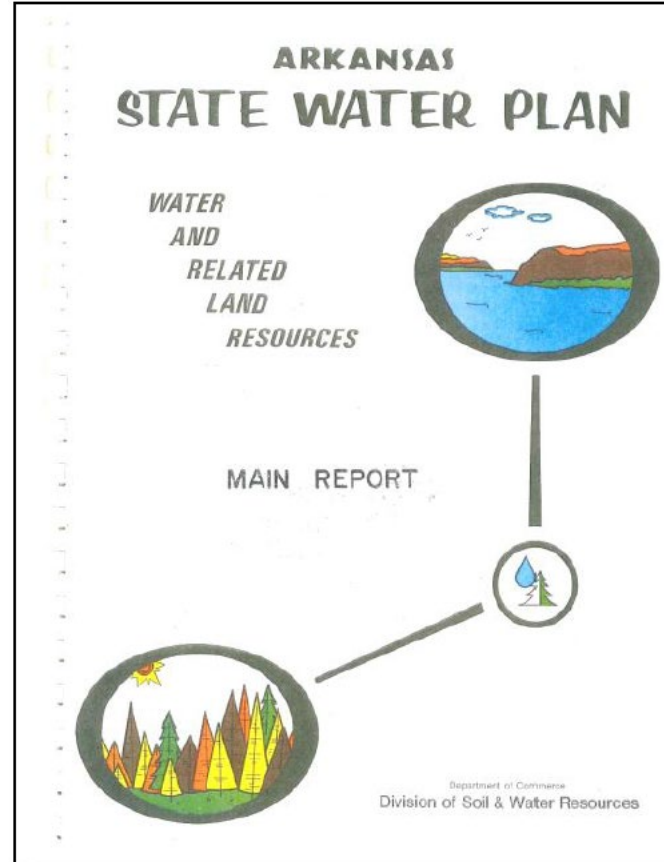 ARKANSAS
STATE WATER PLAN
WATER
AND
RELATED
LAND
RESOURCES
MAIN REPORT
Department of Commerce
Division of Soil & Water Resources